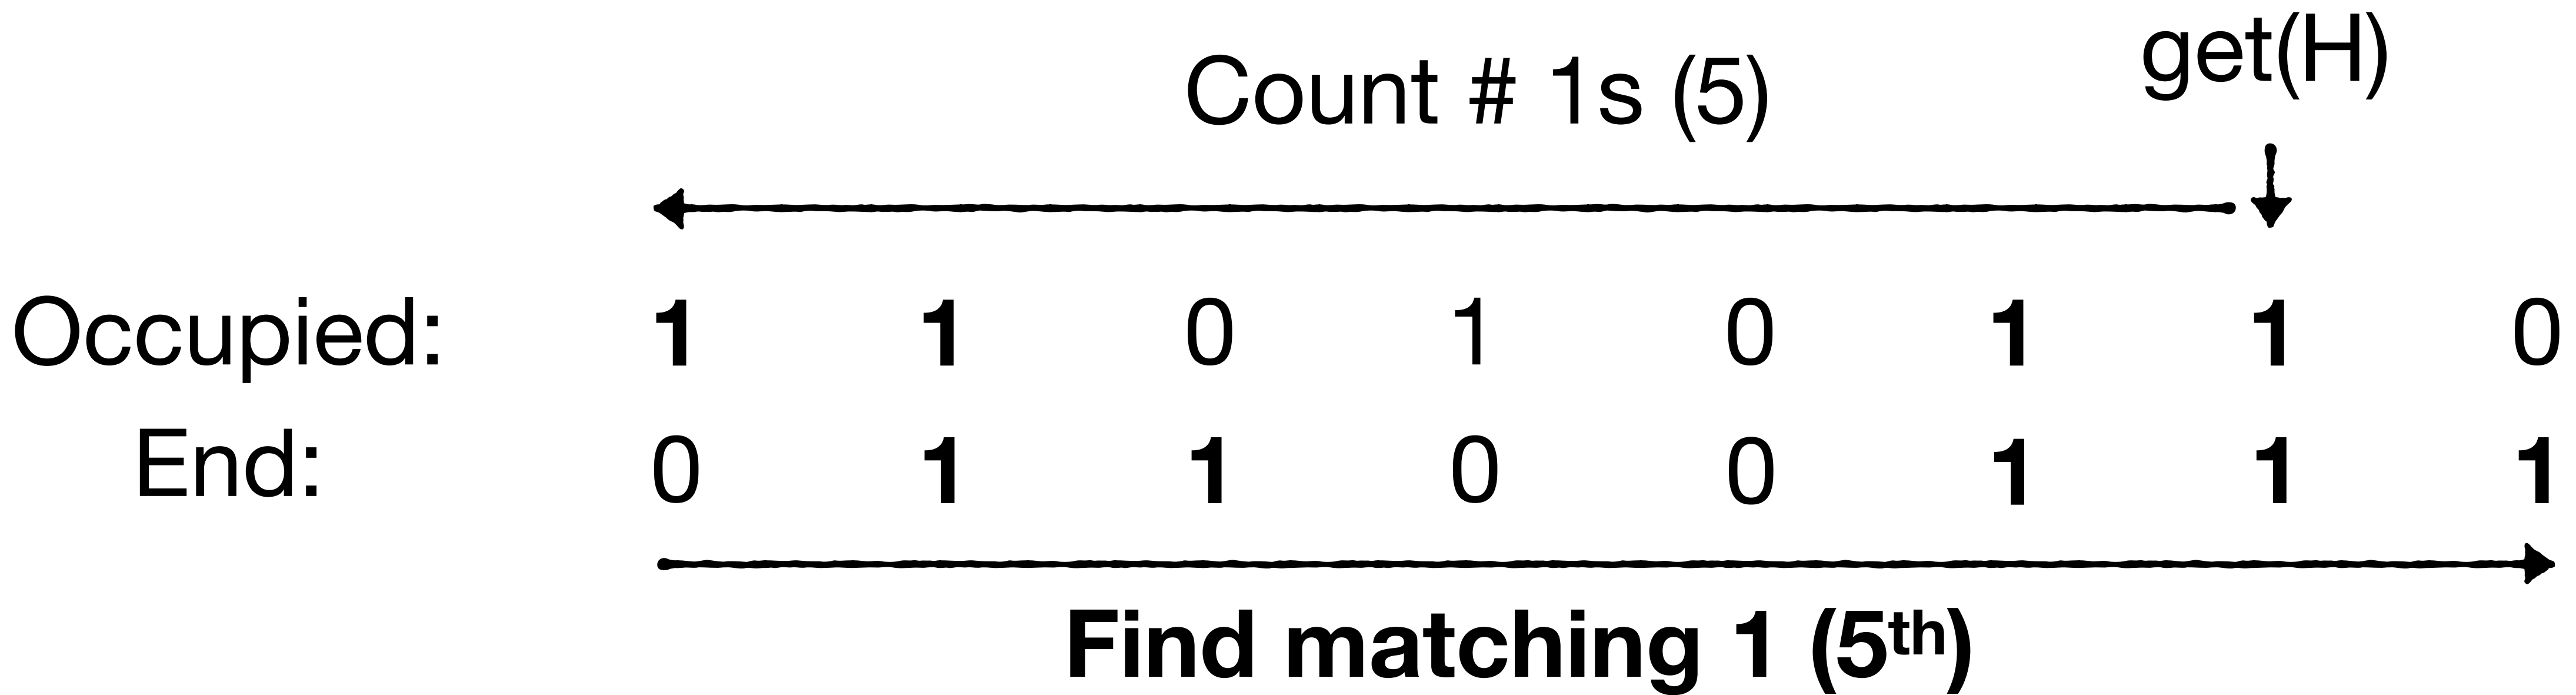 get(H)
Count # 1s (5)
Occupied: 1 1 0 1 0 1 1 0
End: 0 1 1 0 0 1 1 1
Find matching 1 (5th)